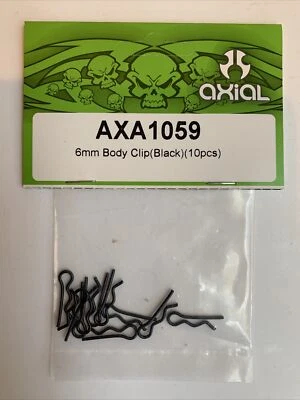 AXIAL
AXA1059
6mm Body Clip(Black)(10pcs)